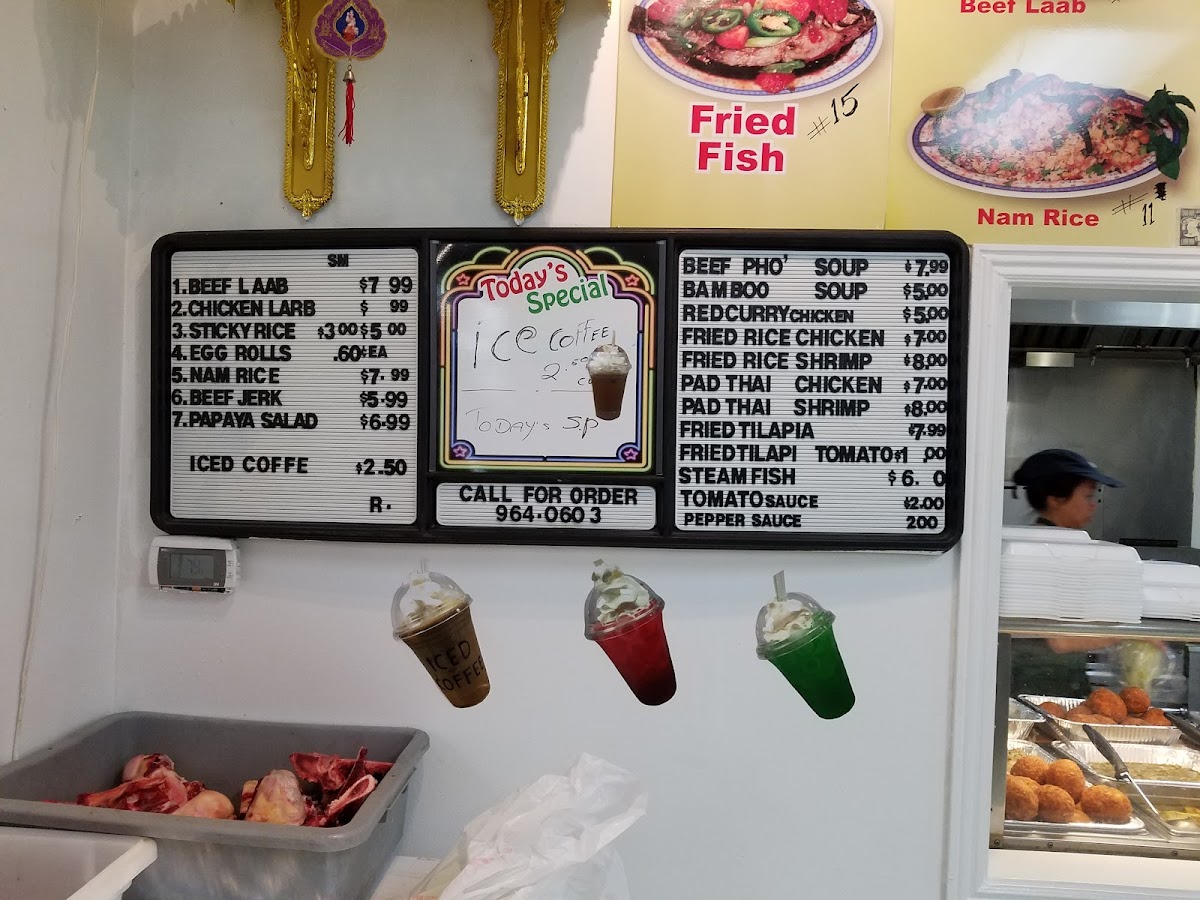 Beef Laab
Fried
Fish
#15
Nam Rice
# 11
SM
1.BEEF LAAB $7 99
2.CHICKEN LARB $ 99
3.STICKY RICE $3 00 $5 00
4.EGG ROLLS .60¢EA
5.NAM RICE $7.99
6.BEEF JERK $5.99
7.PAPAYA SALAD $6.99
ICED COFFE $2.50
R.
Today's
Special
ice COFFEE
TODAY'S SP
CALL FOR ORDER
964-0603
BEEF PHO' SOUP $7.99
BAMBOO SOUP $5.00
RED CURRY CHICKEN $5.00
FRIED RICE CHICKEN $7.00
FRIED RICE SHRIMP $8.00
PAD THAI CHICKEN $7.00
PAD THAI SHRIMP $8.00
FRIED TILAPIA $7.99
FRIED TILAPI TOMATO $1 .00
STEAM FISH $6. 0
TOMATO SAUCE $2.00
PEPPER SAUCE 200
ICED
COFFEE